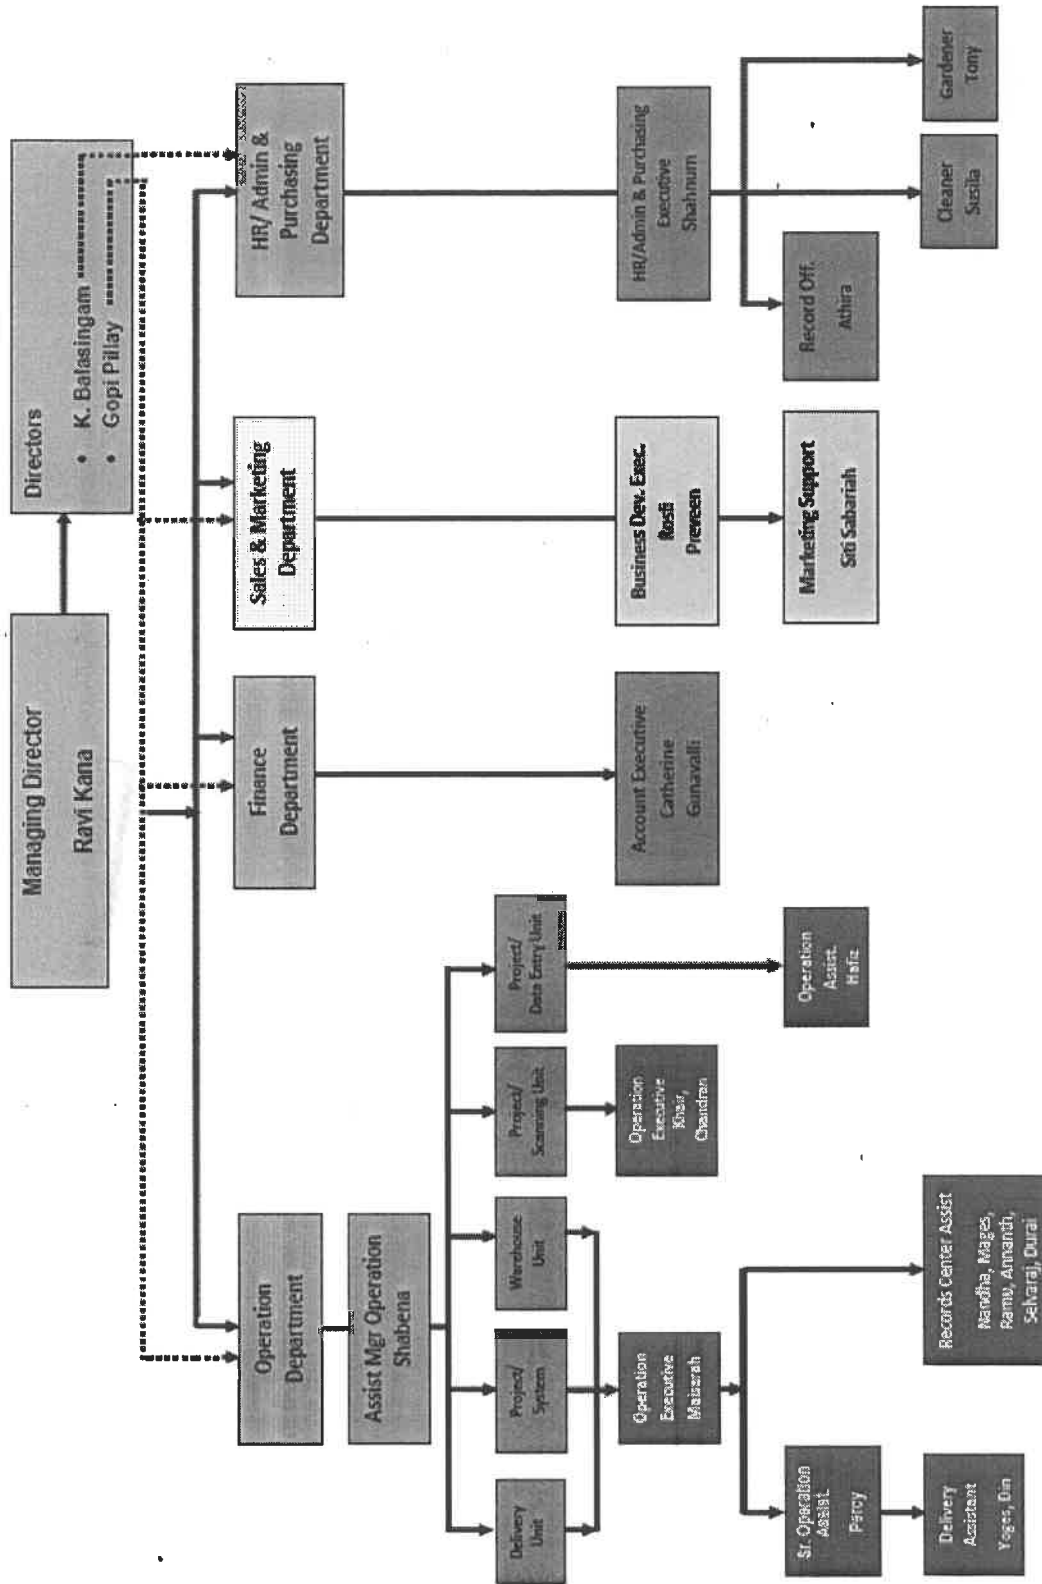 Managing Director
Ravi Kana
Directors
• K. Balasingam
• Gopi Pillay
Operation
Department
Finance
Department
Sales & Marketing
Department
HR/ Admin &
Purchasing
Department
Assist Mgr Operation
Shabena
Delivery
Unit
Project/
System
Warehouse
Unit
Project/
Scanning Unit
Project/
Data Entry Unit
Operation
Executive
Maisarah
Operation
Executive
Khair,
Chandran
Account Executive
Catherine
Gunavalli
Business Dev. Exec.
Rosli
Preveen
HR/Admin & Purchasing
Executive
Shahnum
Sr. Operation
Assist.
Percy
Operation
Assist.
Hafiz
Marketing Support
Siti Sabariah
Record Off.
Athira
Delivery
Assistant
Yoges, Din
Records Center Assist
Nandha, Mages,
Ramu, Annanth,
Selvaraj, Durai
Cleaner
Susila
Gardener
Tony